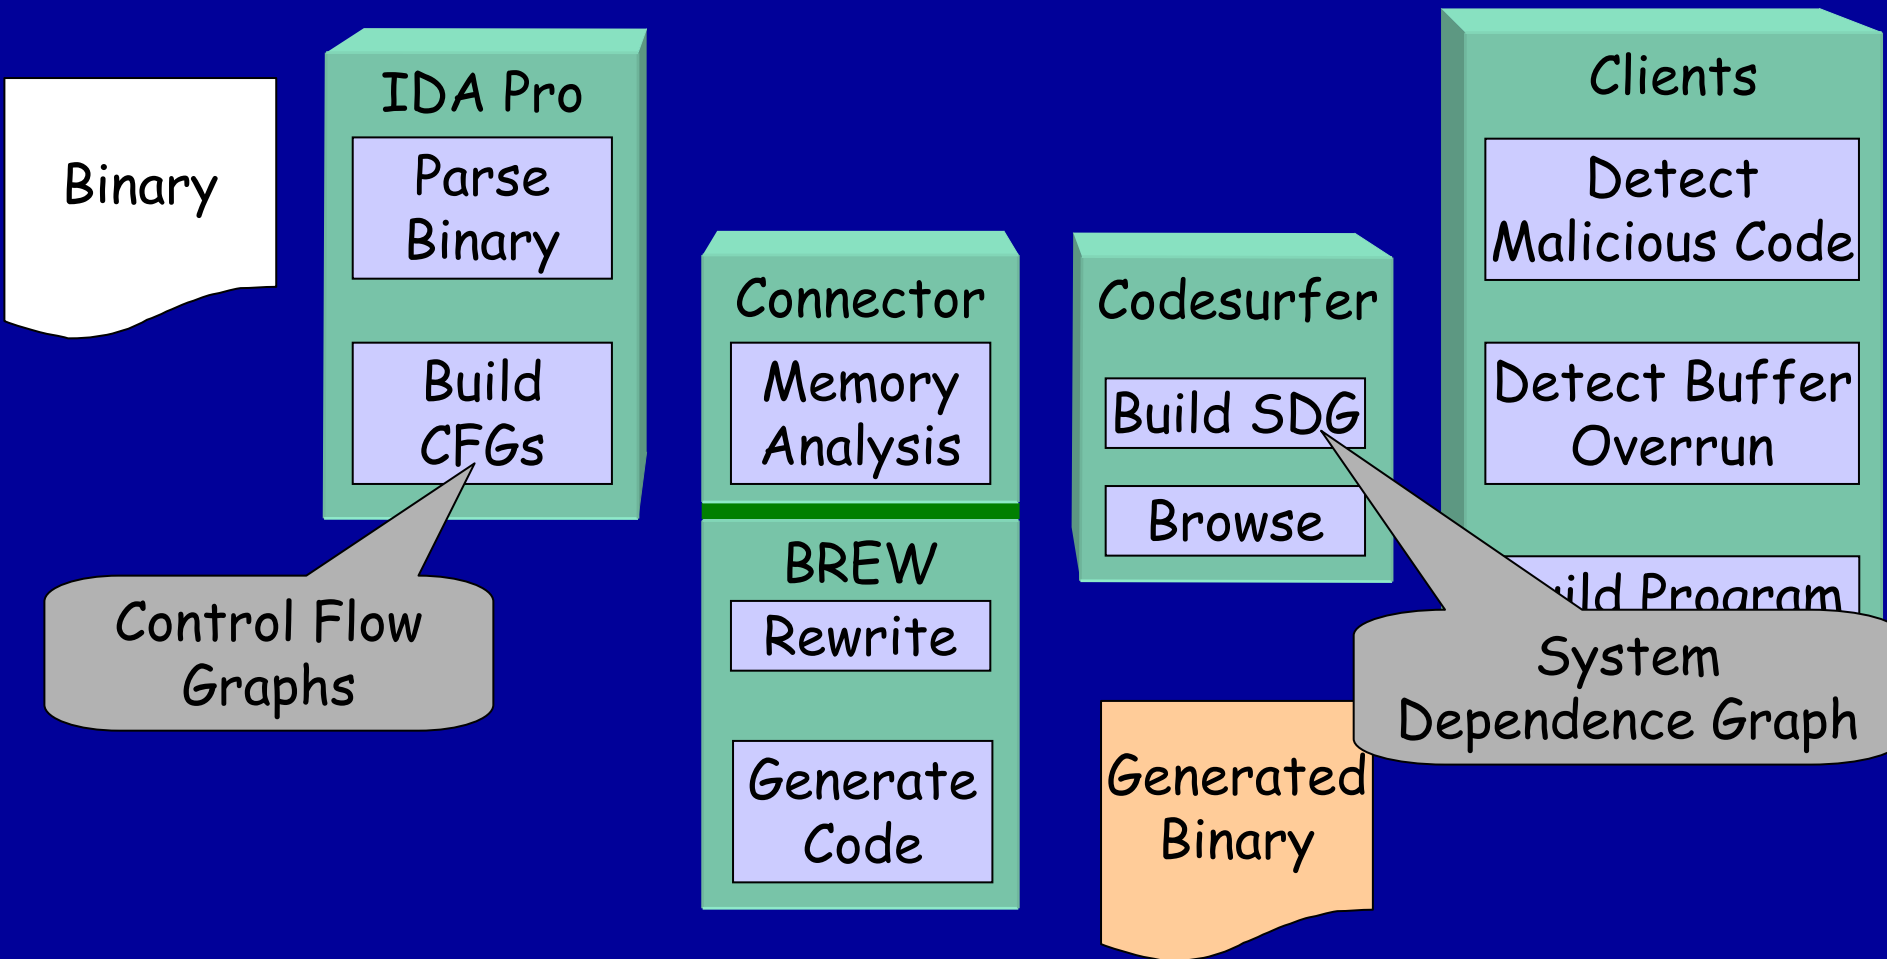 Binary
IDA Pro
Parse
Binary
Build
CFGs
Control Flow
Graphs
Connector
Memory
Analysis
BREW
Rewrite
Generate
Code
Codesurfer
Build SDG
Browse
Generated
Binary
Clients
Detect
Malicious Code
Detect Buffer
Overrun
Program
System
Dependence Graph